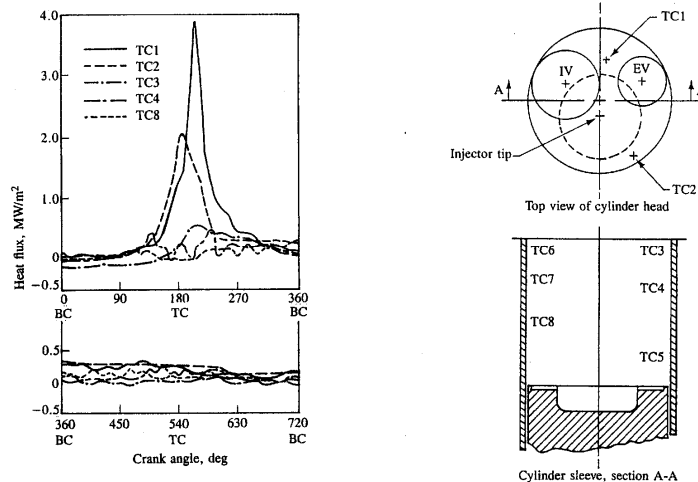 4.0
3.0
2.0
1.0
0
−0.5
Heat flux, MW/m²
TC1
TC2
TC3
TC4
TC8
0 90 180 270 360
BC TC BC
0.5
0
−0.5
360 450 540 630 720
BC TC BC
Crank angle, deg
TC1
IV
EV
A
Injector tip
TC2
Top view of cylinder head
TC6 TC3
TC7
TC4
TC8
TC5
Cylinder sleeve, section A-A